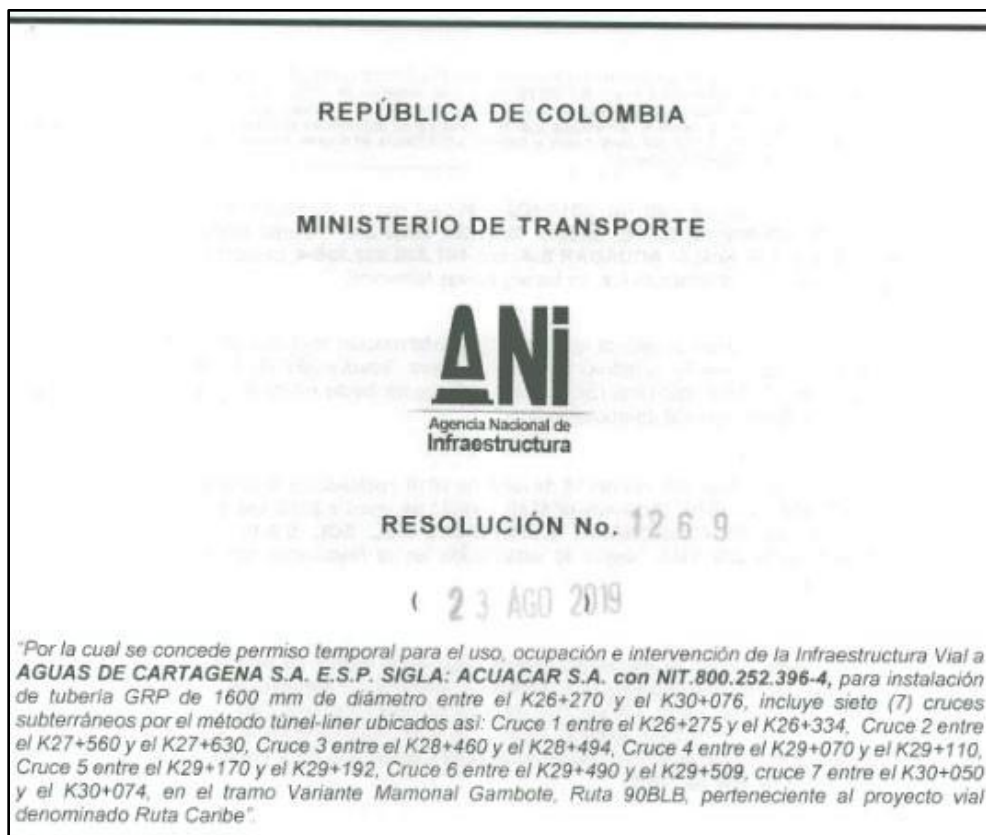 REPÚBLICA DE COLOMBIA
MINISTERIO DE TRANSPORTE
ANi
Agencia Nacional de
Infraestructura
RESOLUCIÓN No. 1269
( 23 AGO 2019 )
"Por la cual se concede permiso temporal para el uso, ocupación e intervención de la Infraestructura Vial a
AGUAS DE CARTAGENA S.A. E.S.P. SIGLA: ACUACAR S.A. con NIT.800.252.396-4, para instalación
de tubería GRP de 1600 mm de diámetro entre el K26+270 y el K30+076, incluye siete (7) cruces
subterráneos por el método túnel-liner ubicados así: Cruce 1 entre el K26+275 y el K26+334, Cruce 2 entre
el K27+560 y el K27+630, Cruce 3 entre el K28+460 y el K28+494, Cruce 4 entre el K29+070 y el K29+110,
Cruce 5 entre el K29+170 y el K29+192, Cruce 6 entre el K29+490 y el K29+509, cruce 7 entre el K30+050
y el K30+074, en el tramo Variante Mamonal Gambote, Ruta 90BLB, perteneciente al proyecto vial
denominado Ruta Caribe".